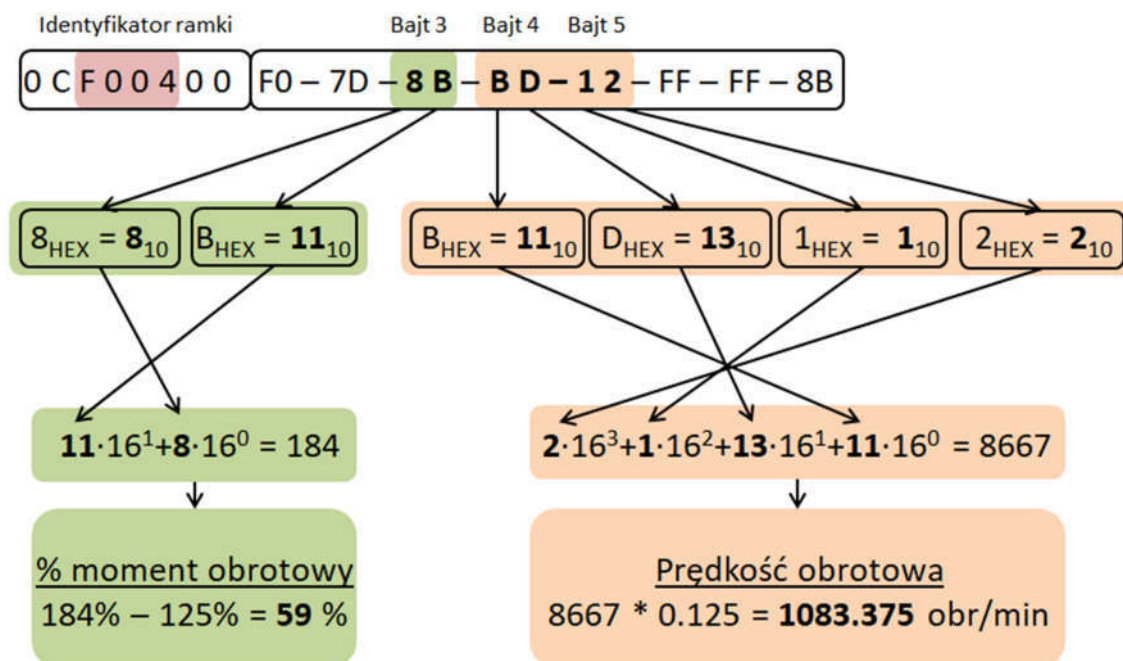 Identyfikator ramki Bajt 3 Bajt 4 Bajt 5
0 C F 0 0 4 0 0 F0 – 7D – 8 B – B D – 1 2 – FF – FF – 8B
8HEX = 810 BHEX = 1110 BHEX = 1110 DHEX = 1310 1HEX = 110 2HEX = 210
11·16¹+8·16⁰ = 184 2·16³+1·16²+13·16¹+11·16⁰ = 8667
% moment obrotowy
184% – 125% = 59 %
Prędkość obrotowa
8667 * 0.125 = 1083.375 obr/min